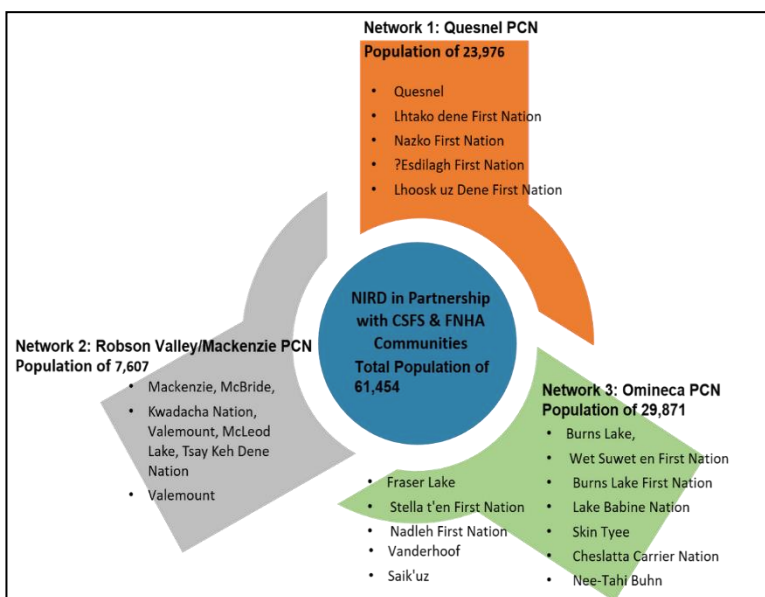 Network 1: Quesnel PCN
Population of 23,976
• Quesnel
• Lhtako dene First Nation
• Nazko First Nation
• ?Esdilagh First Nation
• Lhoosk uz Dene First Nation
NIRD in Partnership
with CSFS & FNHA
Communities
Total Population of
61,454
Network 2: Robson Valley/Mackenzie PCN
Population of 7,607
• Mackenzie, McBride,
• Kwadacha Nation,
Valemount, McLeod
Lake, Tsay Keh Dene
Nation
• Valemount
Network 3: Omineca PCN
Population of 29,871
• Burns Lake,
• Wet Suwet en First Nation
• Burns Lake First Nation
• Lake Babine Nation
• Skin Tyee
• Cheslatta Carrier Nation
• Nee-Tahi Buhn
• Fraser Lake
• Stella t'en First Nation
• Nadleh First Nation
• Vanderhoof
• Saik'uz